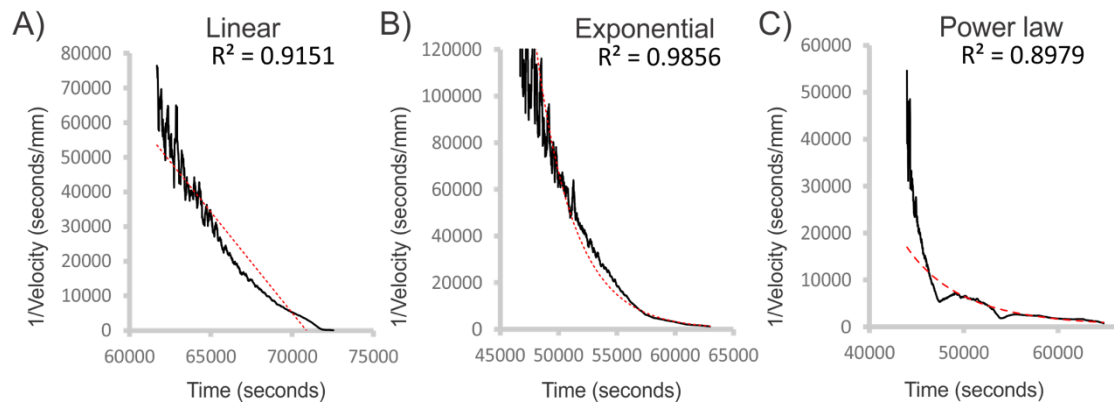 A)
Linear
R² = 0.9151
80000
70000
60000
50000
40000
30000
20000
10000
0
1/Velocity (seconds/mm)
60000 65000 70000 75000
Time (seconds)
B)
Exponential
R² = 0.9856
120000
100000
80000
60000
40000
20000
0
1/Velocity (seconds/mm)
45000 50000 55000 60000 65000
Time (seconds)
C)
Power law
R² = 0.8979
60000
50000
40000
30000
20000
10000
0
1/Velocity (seconds/mm)
40000 50000 60000
Time (seconds)